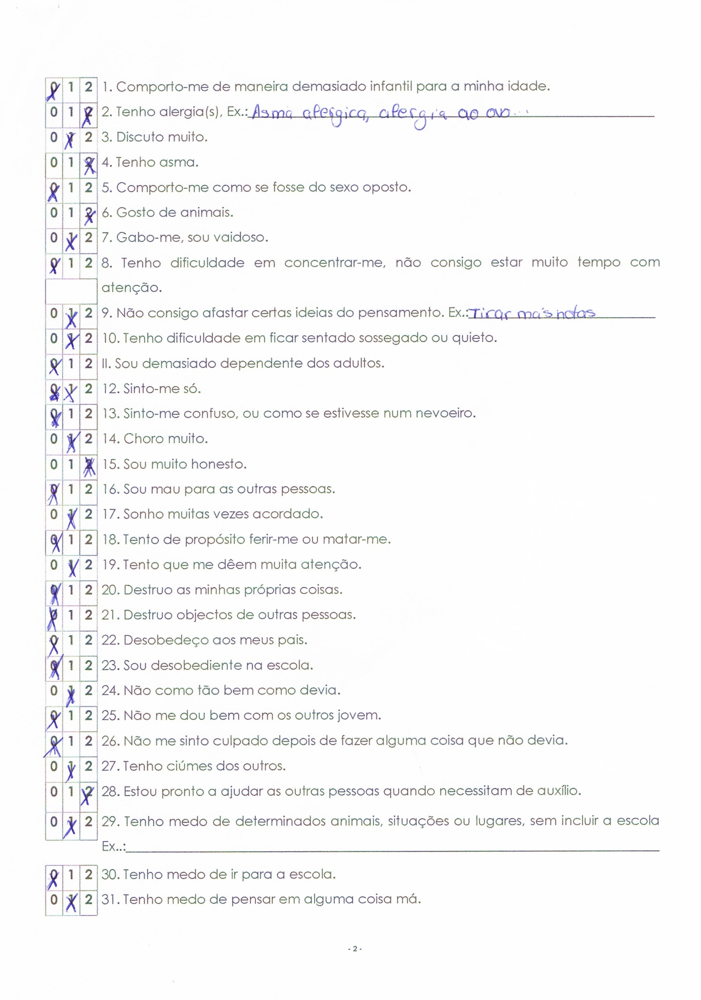 0 1 2 1. Comporto-me de maneira demasiado infantil para a minha idade.
0 1 2 2. Tenho alergia(s), Ex.: Asma alérgica, alergia ao ovo...
0 1 2 3. Discuto muito.
0 1 2 4. Tenho asma.
0 1 2 5. Comporto-me como se fosse do sexo oposto.
0 1 2 6. Gosto de animais.
0 1 2 7. Gabo-me, sou vaidoso.
0 1 2 8. Tenho dificuldade em concentrar-me, não consigo estar muito tempo com
atenção.
0 1 2 9. Não consigo afastar certas ideias do pensamento. Ex.: Tirar más notas
0 1 2 10. Tenho dificuldade em ficar sentado sossegado ou quieto.
0 1 2 II. Sou demasiado dependente dos adultos.
0 1 2 12. Sinto-me só.
0 1 2 13. Sinto-me confuso, ou como se estivesse num nevoeiro.
0 1 2 14. Choro muito.
0 1 2 15. Sou muito honesto.
0 1 2 16. Sou mau para as outras pessoas.
0 1 2 17. Sonho muitas vezes acordado.
0 1 2 18. Tento de propósito ferir-me ou matar-me.
0 1 2 19. Tento que me dêem muita atenção.
0 1 2 20. Destruo as minhas próprias coisas.
0 1 2 21. Destruo objectos de outras pessoas.
0 1 2 22. Desobedeço aos meus pais.
0 1 2 23. Sou desobediente na escola.
0 1 2 24. Não como tão bem como devia.
0 1 2 25. Não me dou bem com os outros jovem.
0 1 2 26. Não me sinto culpado depois de fazer alguma coisa que não devia.
0 1 2 27. Tenho ciúmes dos outros.
0 1 2 28. Estou pronto a ajudar as outras pessoas quando necessitam de auxílio.
0 1 2 29. Tenho medo de determinados animais, situações ou lugares, sem incluir a escola
Ex..:
0 1 2 30. Tenho medo de ir para a escola.
0 1 2 31. Tenho medo de pensar em alguma coisa má.
- 2 -